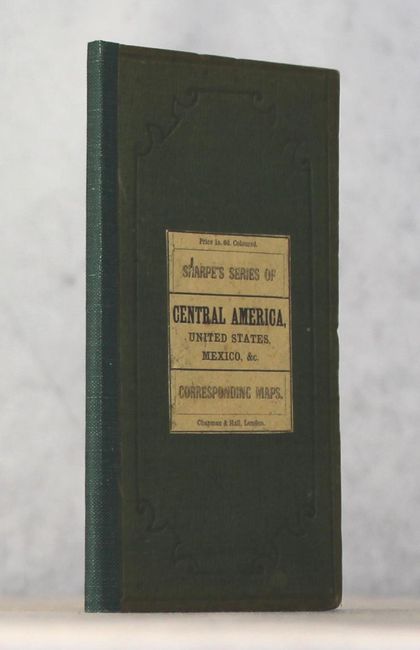 Price 1s. 6d. Coloured.
SHARPE'S SERIES OF
CENTRAL AMERICA,
UNITED STATES,
MEXICO, &c.
CORRESPONDING MAPS.
Chapman & Hall, London.